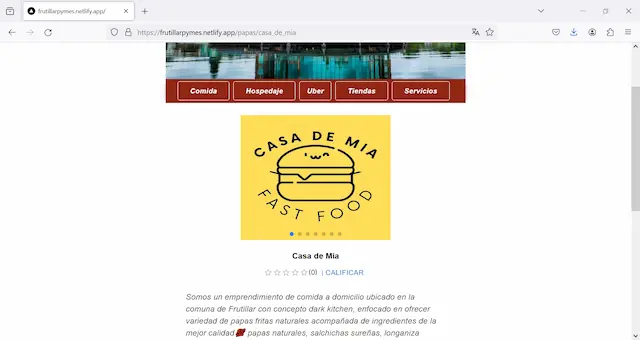 frutillarpymes.netlify.app/
https://frutillarpymes.netlify.app/papas/casa_de_mia
Comida Hospedaje Uber Tiendas Servicios
CASA DE MIA
FAST FOOD
Casa de Mia
(0) | CALIFICAR
Somos un emprendimiento de comida a domicilio ubicado en la
comuna de Frutillar con concepto dark kitchen, enfocado en ofrecer
variedad de papas fritas naturales acompañada de ingredientes de la
mejor calidad papas naturales, salchichas sureñas, longaniza